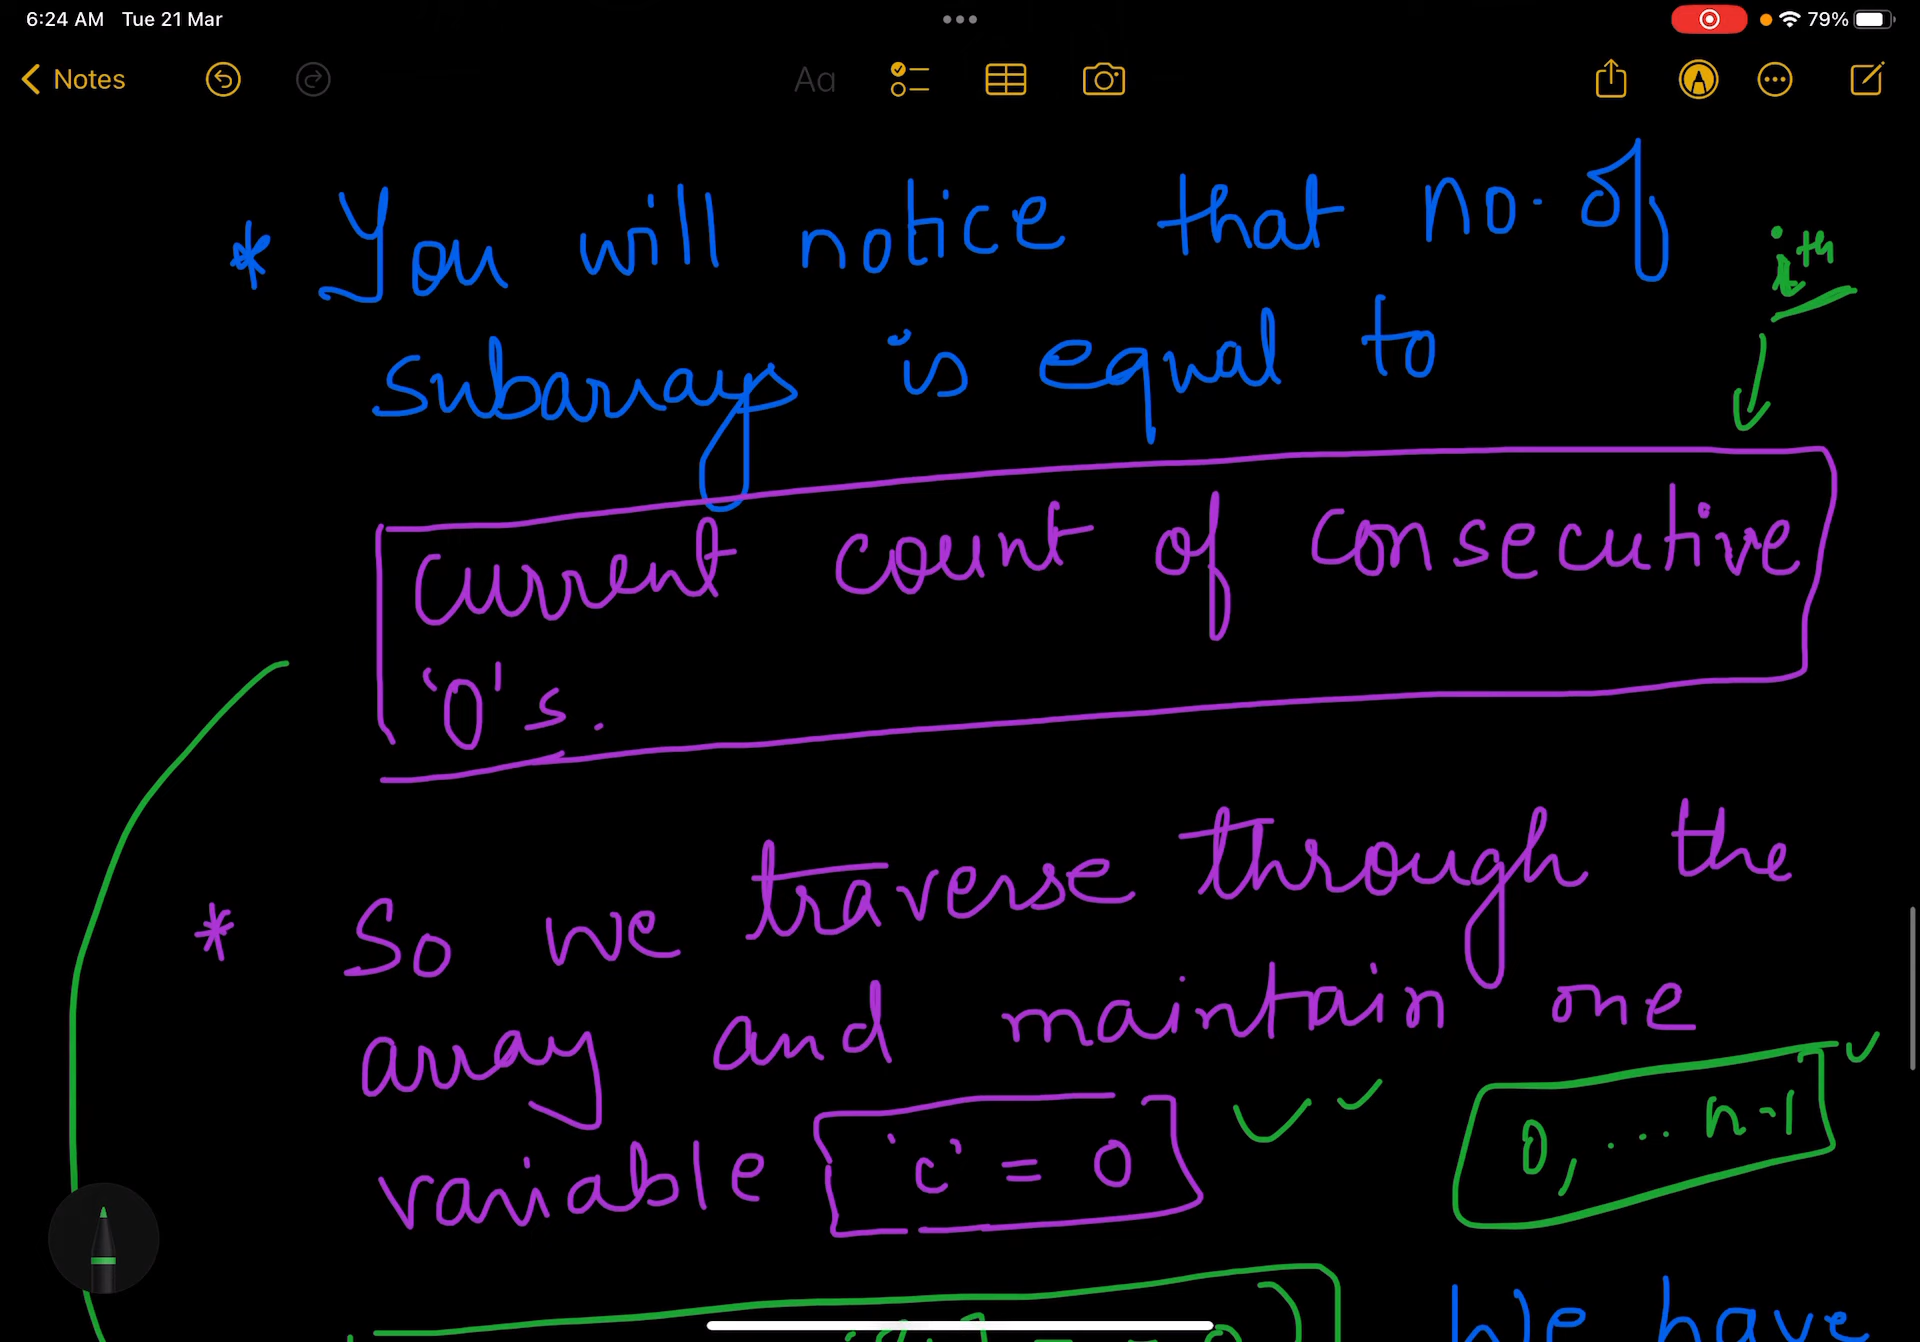 6:24 AM Tue 21 Mar
79%
Notes
Aa
* You will notice that no. of
ith
subarrays is equal to
current count of consecutive
'0's.
* So we traverse through the
array and maintain one
variable 'c' = 0
0, ... n-1
We have